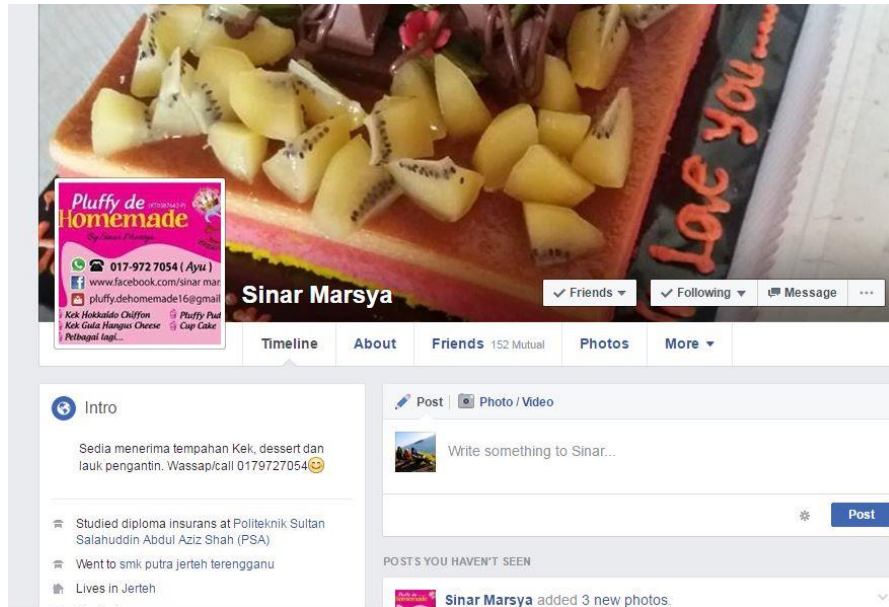 Love you......
Pluffy de
Homemade
017-972 7054 ( Ayu )
www.facebook.com/sinar mar
pluffy.dehomemade16@gmail
Kek Hokkaido Chiffon
Pluffy Pud
Kek Gula Hangus Cheese
Cup Cake
Pelbagai lagi...
Sinar Marsya
Friends
Following
Message
Timeline
About
Friends 152 Mutual
Photos
More
Intro
Sedia menerima tempahan Kek, dessert dan
lauk pengantin. Wassap/call 0179727054
Studied diploma insurans at Politeknik Sultan
Salahuddin Abdul Aziz Shah (PSA)
Went to smk putra jerteh terengganu
Lives in Jerteh
Post
Photo / Video
Write something to Sinar...
Post
POSTS YOU HAVEN'T SEEN
Sinar Marsya added 3 new photos.